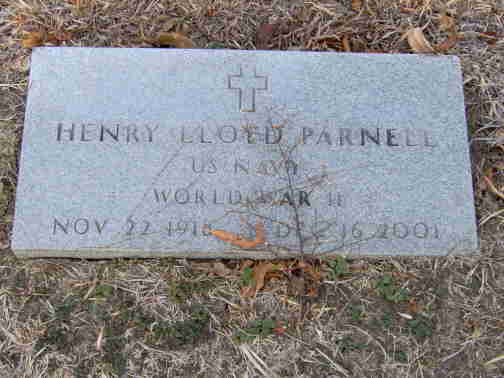 HENRY LLOYD PARNELL
US NAVY
WORLD WAR II
NOV 22 1918 DEC 16 2001